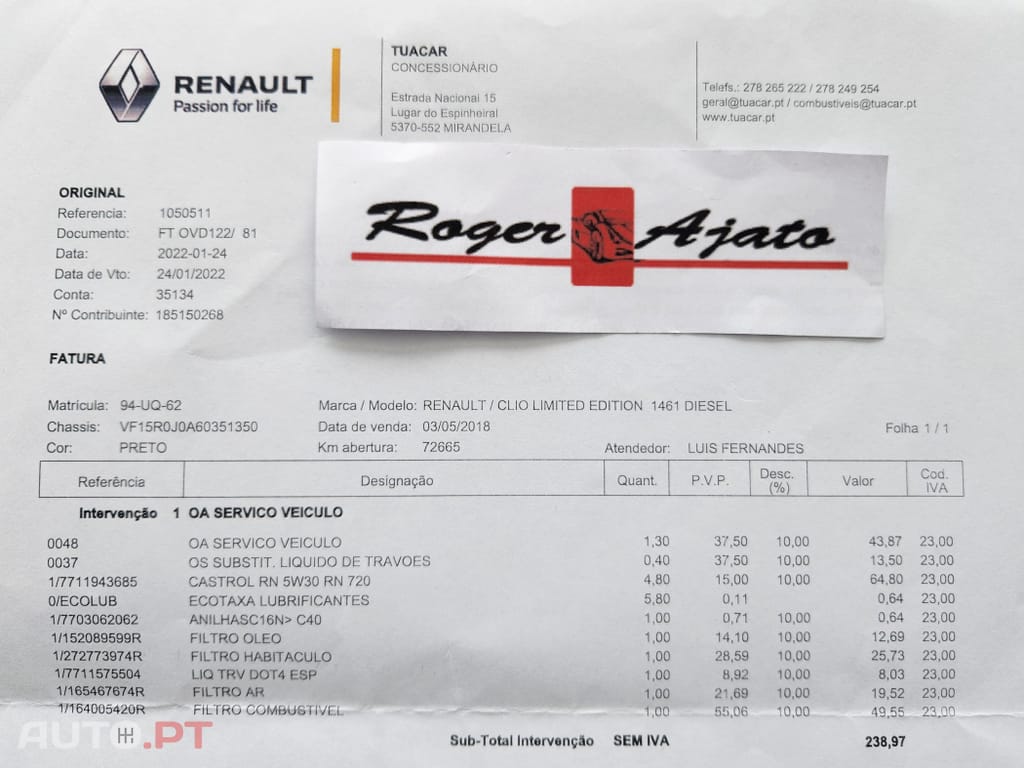 RENAULT
Passion for life
TUACAR
CONCESSIONÁRIO
Estrada Nacional 15
Lugar do Espinheiral
5370-552 MIRANDELA
Telefs.: 278 265 222 / 278 249 254
geral@tuacar.pt / combustiveis@tuacar.pt
www.tuacar.pt
Roger Ajato
ORIGINAL
Referencia: 1050511
Documento: FT OVD122/ 81
Data: 2022-01-24
Data de Vto: 24/01/2022
Conta: 35134
Nº Contribuinte: 185150268
FATURA
Matricula: 94-UQ-62 Marca / Modelo: RENAULT / CLIO LIMITED EDITION 1461 DIESEL
Chassis: VF15R0J0A60351350 Data de venda: 03/05/2018 Folha 1 / 1
Cor: PRETO Km abertura: 72665 Atendedor: LUIS FERNANDES
Referência Designação Quant. P.V.P. Desc. (%) Valor Cod. IVA
Intervenção 1 OA SERVICO VEICULO
0048 OA SERVICO VEICULO 1,30 37,50 10,00 43,87 23,00
0037 OS SUBSTIT. LIQUIDO DE TRAVOES 0,40 37,50 10,00 13,50 23,00
1/7711943685 CASTROL RN 5W30 RN 720 4,80 15,00 10,00 64,80 23,00
0/ECOLUB ECOTAXA LUBRIFICANTES 5,80 0,11 0,64 23,00
1/7703062062 ANILHASC16N> C40 1,00 0,71 10,00 0,64 23,00
1/152089599R FILTRO OLEO 1,00 14,10 10,00 12,69 23,00
1/272773974R FILTRO HABITACULO 1,00 28,59 10,00 25,73 23,00
1/7711575504 LIQ TRV DOT4 ESP 1,00 8,92 10,00 8,03 23,00
1/165467674R FILTRO AR 1,00 21,69 10,00 19,52 23,00
1/164005420R FILTRO COMBUSTIVEL 1,00 55,06 10,00 49,55 23,00
Sub-Total Intervenção SEM IVA 238,97
AUTO.PT